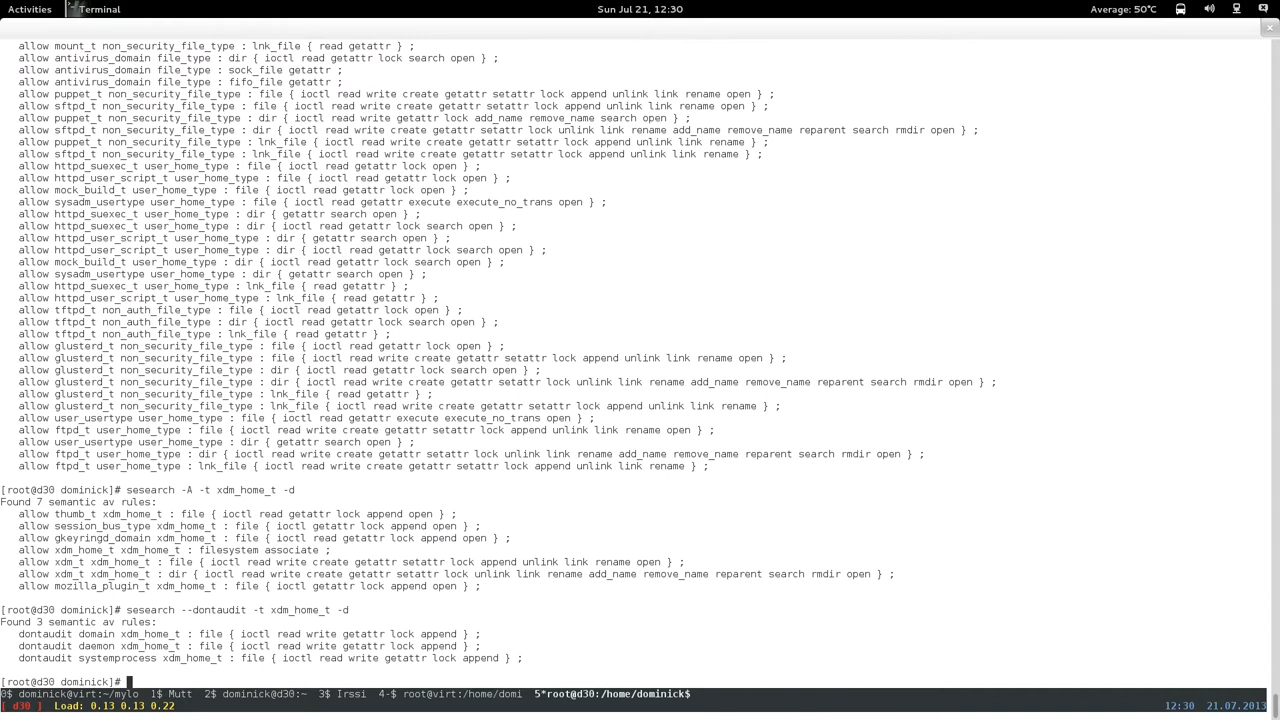 Activities Terminal Sun Jul 21, 12:30 Average: 50°C
allow mount_t non_security_file_type : lnk_file { read getattr } ;
allow antivirus_domain file_type : dir { ioctl read getattr lock search open } ;
allow antivirus_domain file_type : sock_file getattr ;
allow antivirus_domain file_type : fifo_file getattr ;
allow puppet_t non_security_file_type : file { ioctl read write create getattr setattr lock append unlink link rename open } ;
allow sftpd_t non_security_file_type : file { ioctl read write create getattr setattr lock append unlink link rename open } ;
allow puppet_t non_security_file_type : dir { ioctl read write getattr lock add_name remove_name search open } ;
allow sftpd_t non_security_file_type : dir { ioctl read write create getattr setattr lock unlink link rename add_name remove_name reparent search rmdir open } ;
allow puppet_t non_security_file_type : lnk_file { ioctl read write create getattr setattr lock append unlink link rename } ;
allow sftpd_t non_security_file_type : lnk_file { ioctl read write create getattr setattr lock append unlink link rename } ;
allow httpd_suexec_t user_home_type : file { ioctl read getattr lock open } ;
allow httpd_user_script_t user_home_type : file { ioctl read getattr lock open } ;
allow mock_build_t user_home_type : file { ioctl read getattr lock open } ;
allow sysadm_usertype user_home_type : file { ioctl read getattr execute execute_no_trans open } ;
allow httpd_suexec_t user_home_type : dir { getattr search open } ;
allow httpd_suexec_t user_home_type : dir { ioctl read getattr lock search open } ;
allow httpd_user_script_t user_home_type : dir { getattr search open } ;
allow httpd_user_script_t user_home_type : dir { ioctl read getattr lock search open } ;
allow mock_build_t user_home_type : dir { ioctl read getattr lock search open } ;
allow sysadm_usertype user_home_type : dir { getattr search open } ;
allow httpd_suexec_t user_home_type : lnk_file { read getattr } ;
allow httpd_user_script_t user_home_type : lnk_file { read getattr } ;
allow tftpd_t non_auth_file_type : file { ioctl read getattr lock open } ;
allow tftpd_t non_auth_file_type : dir { ioctl read getattr lock search open } ;
allow tftpd_t non_auth_file_type : lnk_file { read getattr } ;
allow glusterd_t non_security_file_type : file { ioctl read getattr lock open } ;
allow glusterd_t non_security_file_type : file { ioctl read write create getattr setattr lock append unlink link rename open } ;
allow glusterd_t non_security_file_type : dir { ioctl read getattr lock search open } ;
allow glusterd_t non_security_file_type : dir { ioctl read write create getattr setattr lock unlink link rename add_name remove_name reparent search rmdir open } ;
allow glusterd_t non_security_file_type : lnk_file { read getattr } ;
allow glusterd_t non_security_file_type : lnk_file { ioctl read write create getattr setattr lock append unlink link rename } ;
allow user_usertype user_home_type : file { ioctl read getattr execute execute_no_trans open } ;
allow ftpd_t user_home_type : file { ioctl read write create getattr setattr lock append unlink link rename open } ;
allow user_usertype user_home_type : dir { getattr search open } ;
allow ftpd_t user_home_type : dir { ioctl read write create getattr setattr lock unlink link rename add_name remove_name reparent search rmdir open } ;
allow ftpd_t user_home_type : lnk_file { ioctl read write create getattr setattr lock append unlink link rename } ;
[root@d30 dominick]# sesearch -A -t xdm_home_t -d
Found 7 semantic av rules:
allow thumb_t xdm_home_t : file { ioctl read getattr lock append open } ;
allow session_bus_type xdm_home_t : file { ioctl getattr lock append open } ;
allow gkeyringd_domain xdm_home_t : file { ioctl getattr lock append open } ;
allow xdm_home_t xdm_home_t : filesystem associate ;
allow xdm_t xdm_home_t : file { ioctl read write create getattr setattr lock append unlink link rename open } ;
allow xdm_t xdm_home_t : dir { ioctl read write create getattr setattr lock unlink link rename add_name remove_name reparent search rmdir open } ;
allow mozilla_plugin_t xdm_home_t : file { ioctl getattr lock append open } ;
[root@d30 dominick]# sesearch --dontaudit -t xdm_home_t -d
Found 3 semantic av rules:
dontaudit domain xdm_home_t : file { ioctl read write getattr lock append } ;
dontaudit daemon xdm_home_t : file { ioctl read write getattr lock append } ;
dontaudit systemprocess xdm_home_t : file { ioctl read write getattr lock append } ;
[root@d30 dominick]#
0$ dominick@virt:~/mylo 1$ Mutt 2$ dominick@d30:~ 3$ Irssi 4-$ root@virt:/home/domi 5*root@d30:/home/dominick$
[ d30 ] Load: 0.13 0.13 0.22 12:30 21.07.2013